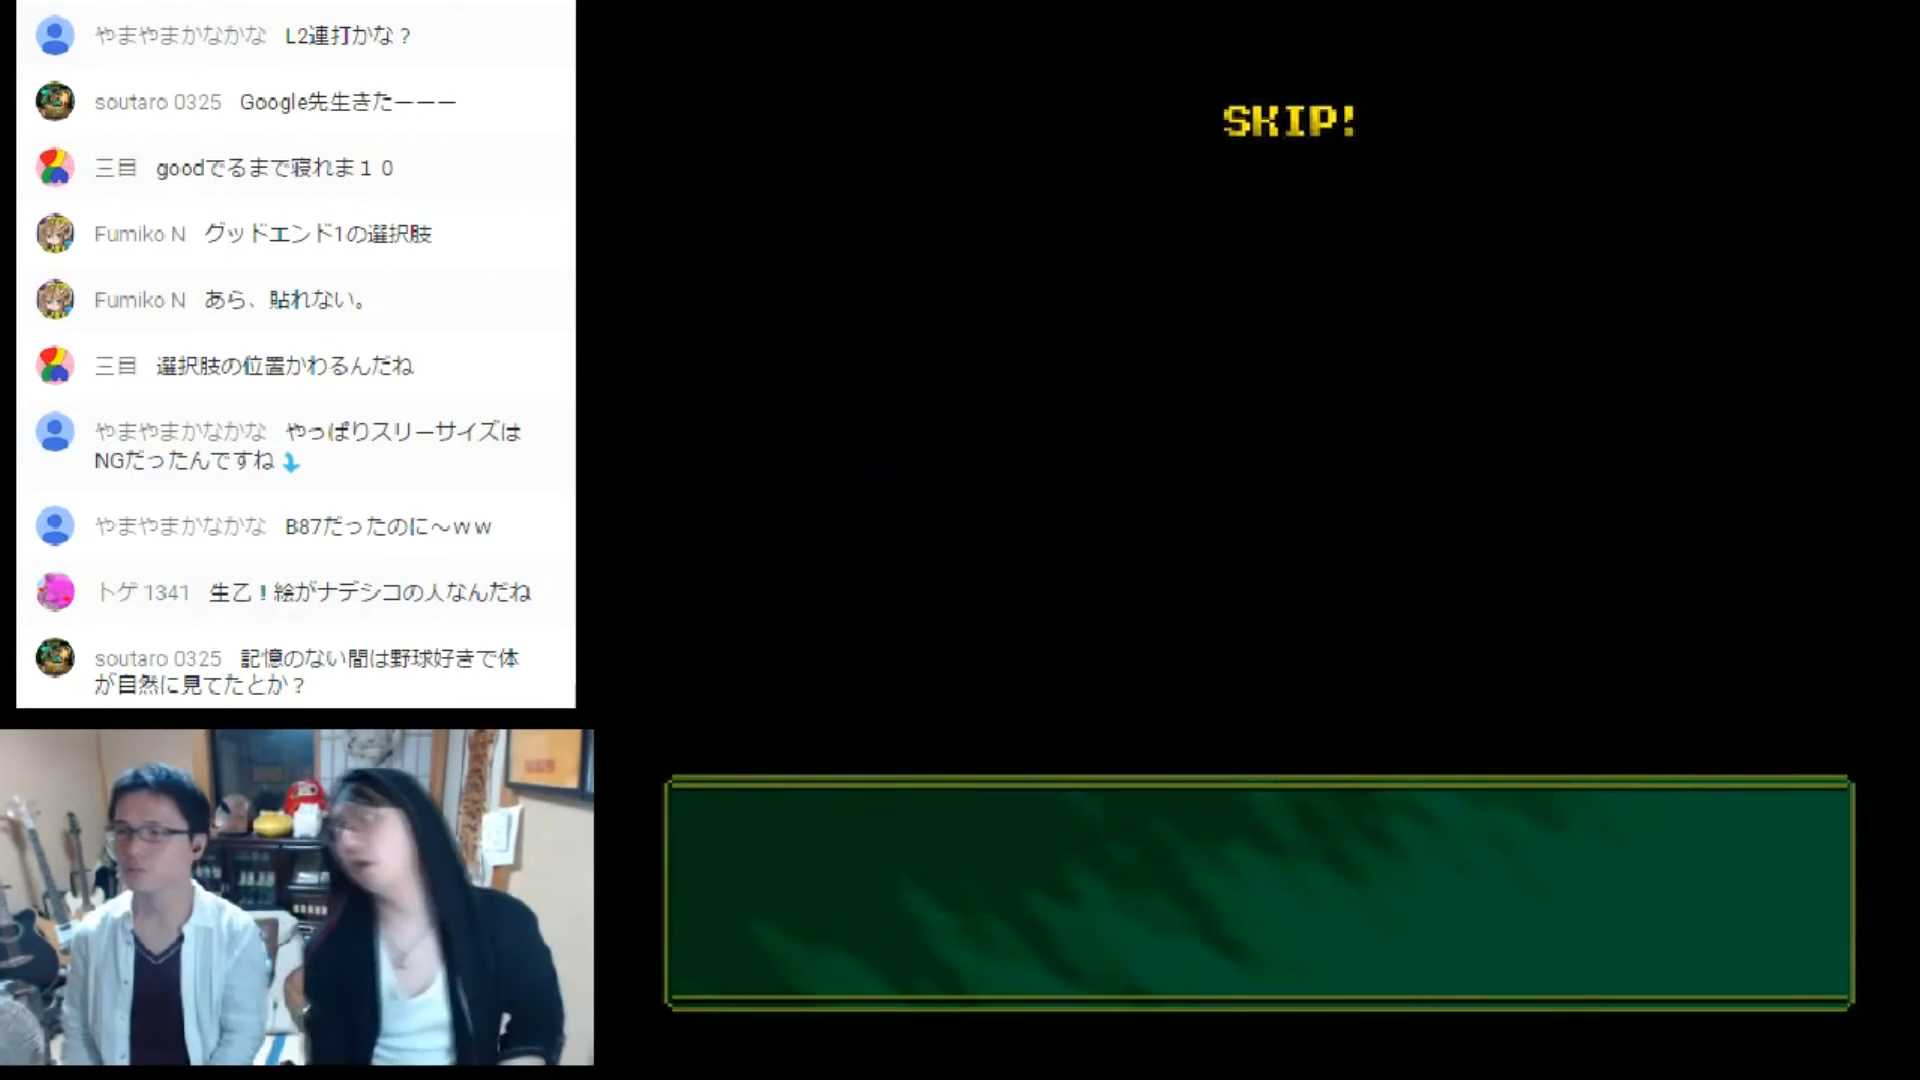 やまやまかなかな L2連打かな？
soutaro 0325 Google先生きたーーー
三目 goodでるまで寝れま１０
Fumiko N グッドエンド1の選択肢
Fumiko N あら、貼れない。
三目 選択肢の位置かわるんだね
やまやまかなかな やっぱりスリーサイズは
NGだったんですね
やまやまかなかな B87だったのに～ｗｗ
トゲ 1341 生乙！絵がナデシコの人なんだね
soutaro 0325 記憶のない間は野球好きで体
が自然に見てたとか？
SKIP!